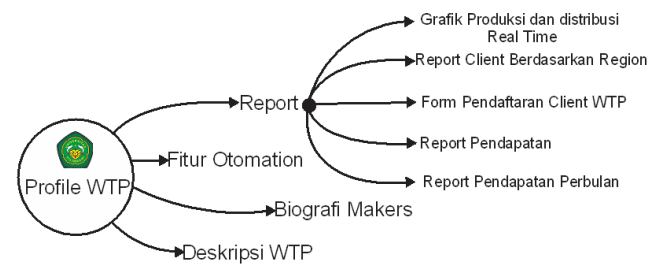 Grafik Produksi dan distribusi
Real Time
Report Client Berdasarkan Region
Report
Form Pendaftaran Client WTP
Report Pendapatan
Fitur Otomation
Report Pendapatan Perbulan
Profile WTP
Biografi Makers
Deskripsi WTP